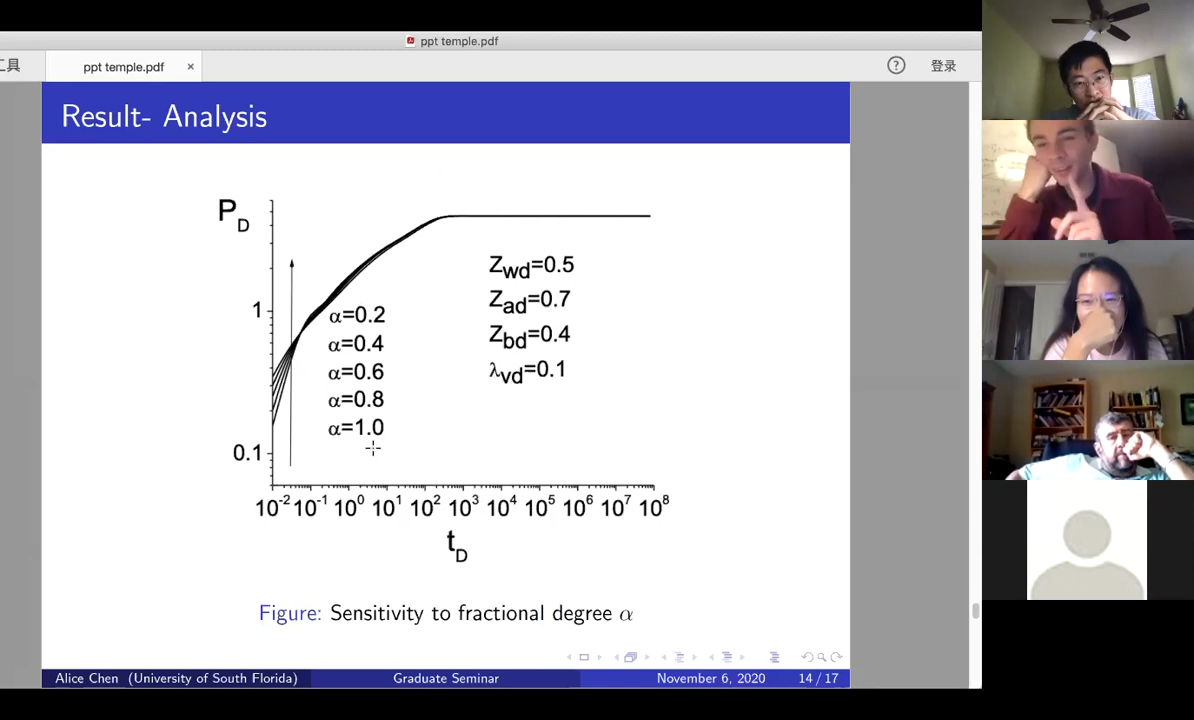 ppt temple.pdf
工具
ppt temple.pdf ×
? 登录
Result- Analysis
P_D
1
0.1
α=0.2
α=0.4
α=0.6
α=0.8
α=1.0
Z_wd=0.5
Z_ad=0.7
Z_bd=0.4
λ_vd=0.1
10^-2 10^-1 10^0 10^1 10^2 10^3 10^4 10^5 10^6 10^7 10^8
t_D
Figure: Sensitivity to fractional degree α
Alice Chen (University of South Florida) Graduate Seminar November 6, 2020 14 / 17